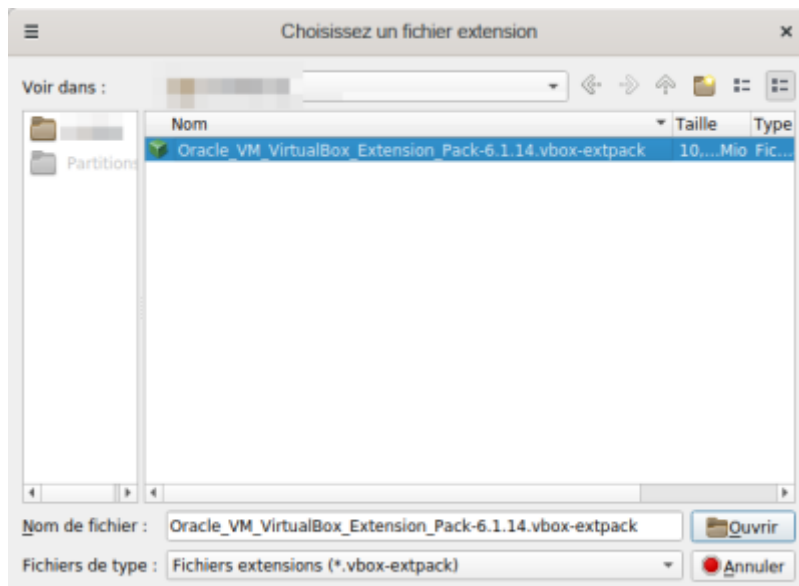 Choisissez un fichier extension
Voir dans :
Nom Taille Type
Partitions
Oracle_VM_VirtualBox_Extension_Pack-6.1.14.vbox-extpack 10,...Mio Fic...
Nom de fichier : Oracle_VM_VirtualBox_Extension_Pack-6.1.14.vbox-extpack Ouvrir
Fichiers de type : Fichiers extensions (*.vbox-extpack) Annuler